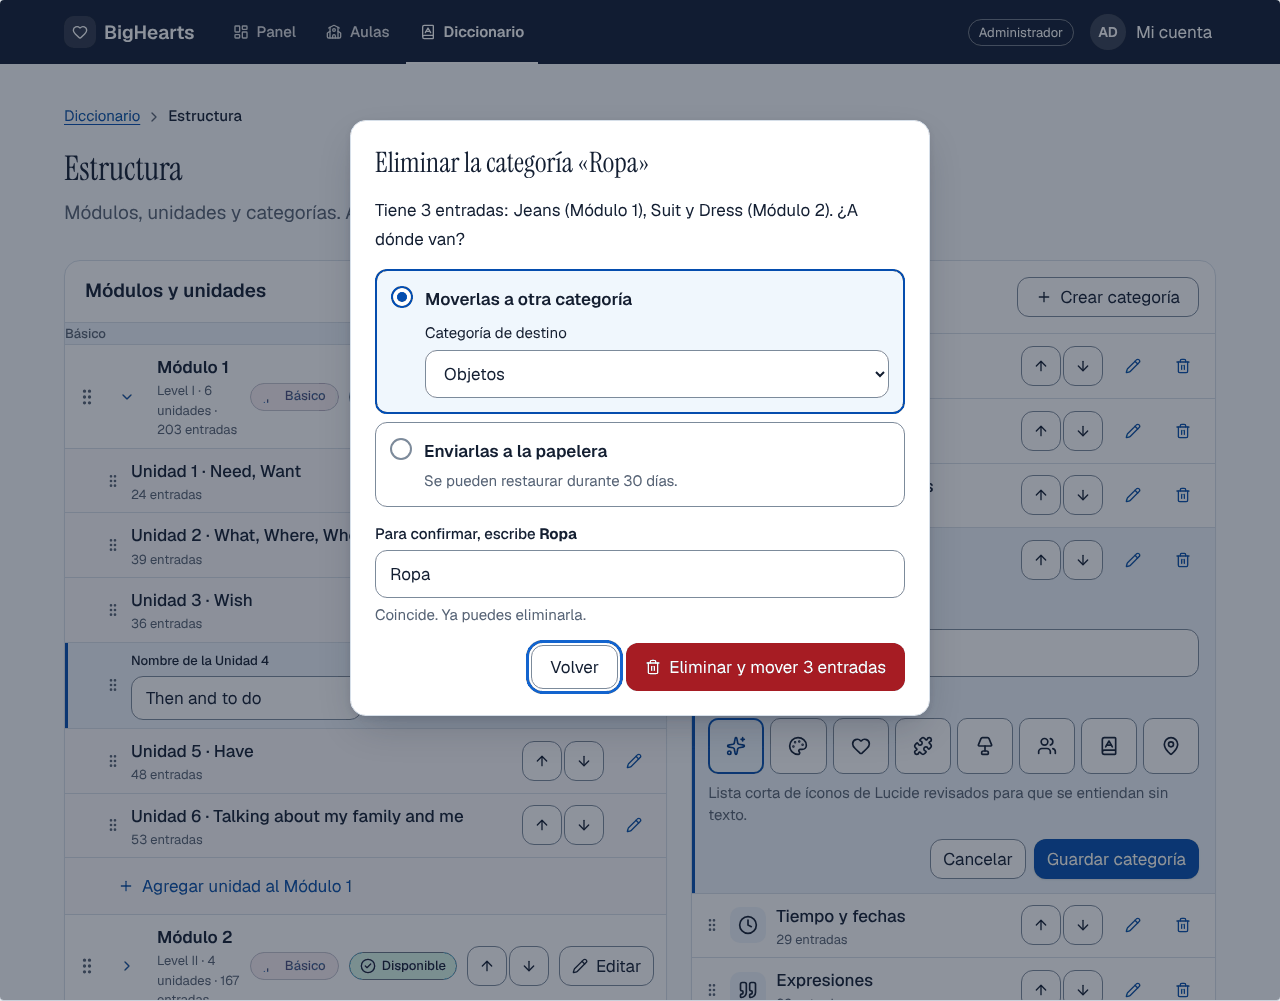 BigHearts
Panel
Aulas
Diccionario
Administrador
AD
Mi cuenta
Diccionario
Estructura
Estructura
Módulos, unidades y categorías.
Módulos y unidades
Básico
Módulo 1
Level I · 6
unidades ·
203 entradas
Básico
Unidad 1 · Need, Want
24 entradas
Unidad 2 · What, Where,
39 entradas
Unidad 3 · Wish
36 entradas
Nombre de la Unidad 4
Then and to do
Unidad 5 · Have
48 entradas
Unidad 6 · Talking about my family and me
53 entradas
Agregar unidad al Módulo 1
Módulo 2
Level II · 4
unidades · 167
entradas
Básico
Disponible
Editar
Eliminar la categoría «Ropa»
Tiene 3 entradas: Jeans (Módulo 1), Suit y Dress (Módulo 2). ¿A
dónde van?
Moverlas a otra categoría
Categoría de destino
Objetos
Enviarlas a la papelera
Se pueden restaurar durante 30 días.
Para confirmar, escribe Ropa
Ropa
Coincide. Ya puedes eliminarla.
Volver
Eliminar y mover 3 entradas
Crear categoría
Lista corta de íconos de Lucide revisados para que se entiendan sin
texto.
Cancelar
Guardar categoría
Tiempo y fechas
29 entradas
Expresiones